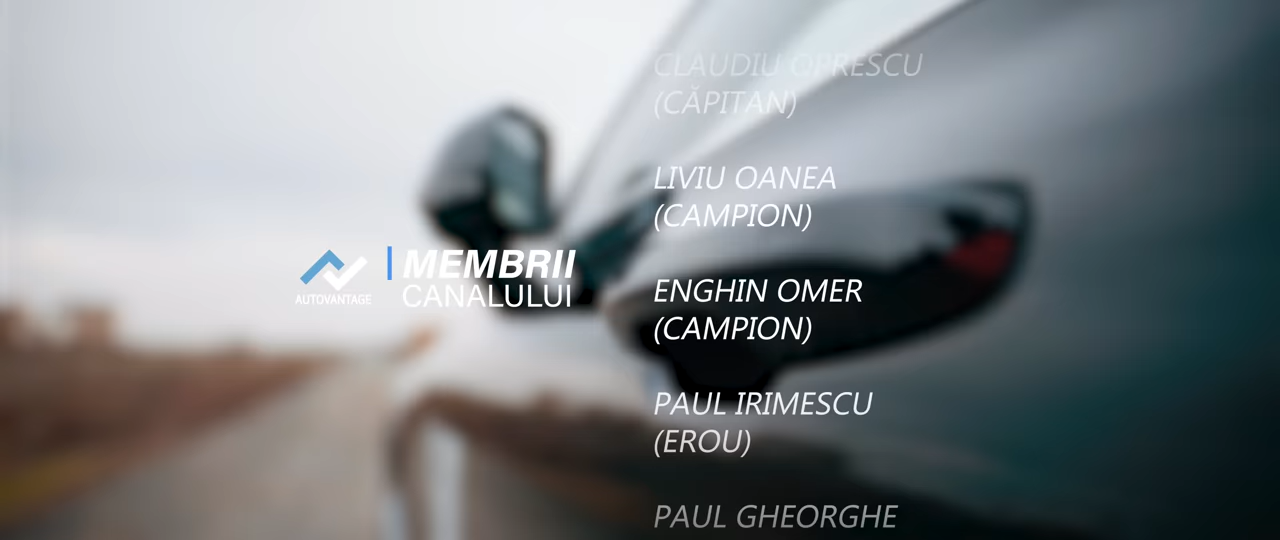 AUTOVANTAGE
MEMBRII
CANALULUI
CLAUDIU OPRESCU
(CĂPITAN)
LIVIU OANEA
(CAMPION)
ENGHIN OMER
(CAMPION)
PAUL IRIMESCU
(EROU)
PAUL GHEORGHE